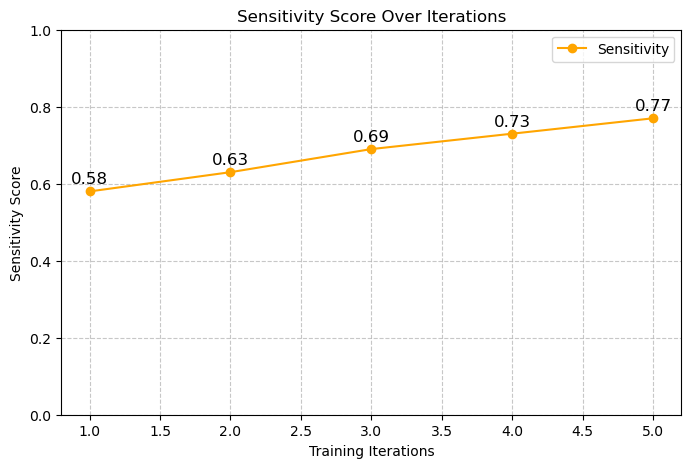 Sensitivity Score Over Iterations
Sensitivity
Sensitivity Score
1.0
0.8
0.6
0.4
0.2
0.0
0.58
0.63
0.69
0.73
0.77
1.0 1.5 2.0 2.5 3.0 3.5 4.0 4.5 5.0
Training Iterations